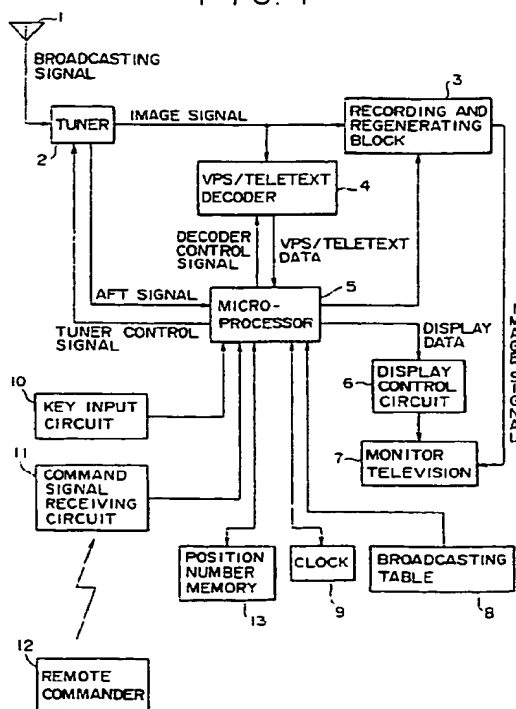 FIG. 1
1
BROADCASTING
SIGNAL
TUNER
2
IMAGE SIGNAL
3
RECORDING AND
REGENERATING
BLOCK
VPS/TELETEXT
DECODER
4
DECODER
CONTROL
SIGNAL
VPS/TELETEXT
DATA
AFT SIGNAL
TUNER CONTROL
SIGNAL
5
MICRO-
PROCESSOR
DISPLAY
DATA
IMAGE SIGNAL
6
DISPLAY
CONTROL
CIRCUIT
7
MONITOR
TELEVISION
10
KEY INPUT
CIRCUIT
11
COMMAND
SIGNAL
RECEIVING
CIRCUIT
POSITION
NUMBER
MEMORY
13
CLOCK
9
BROADCASTING
TABLE
8
12
REMOTE
COMMANDER